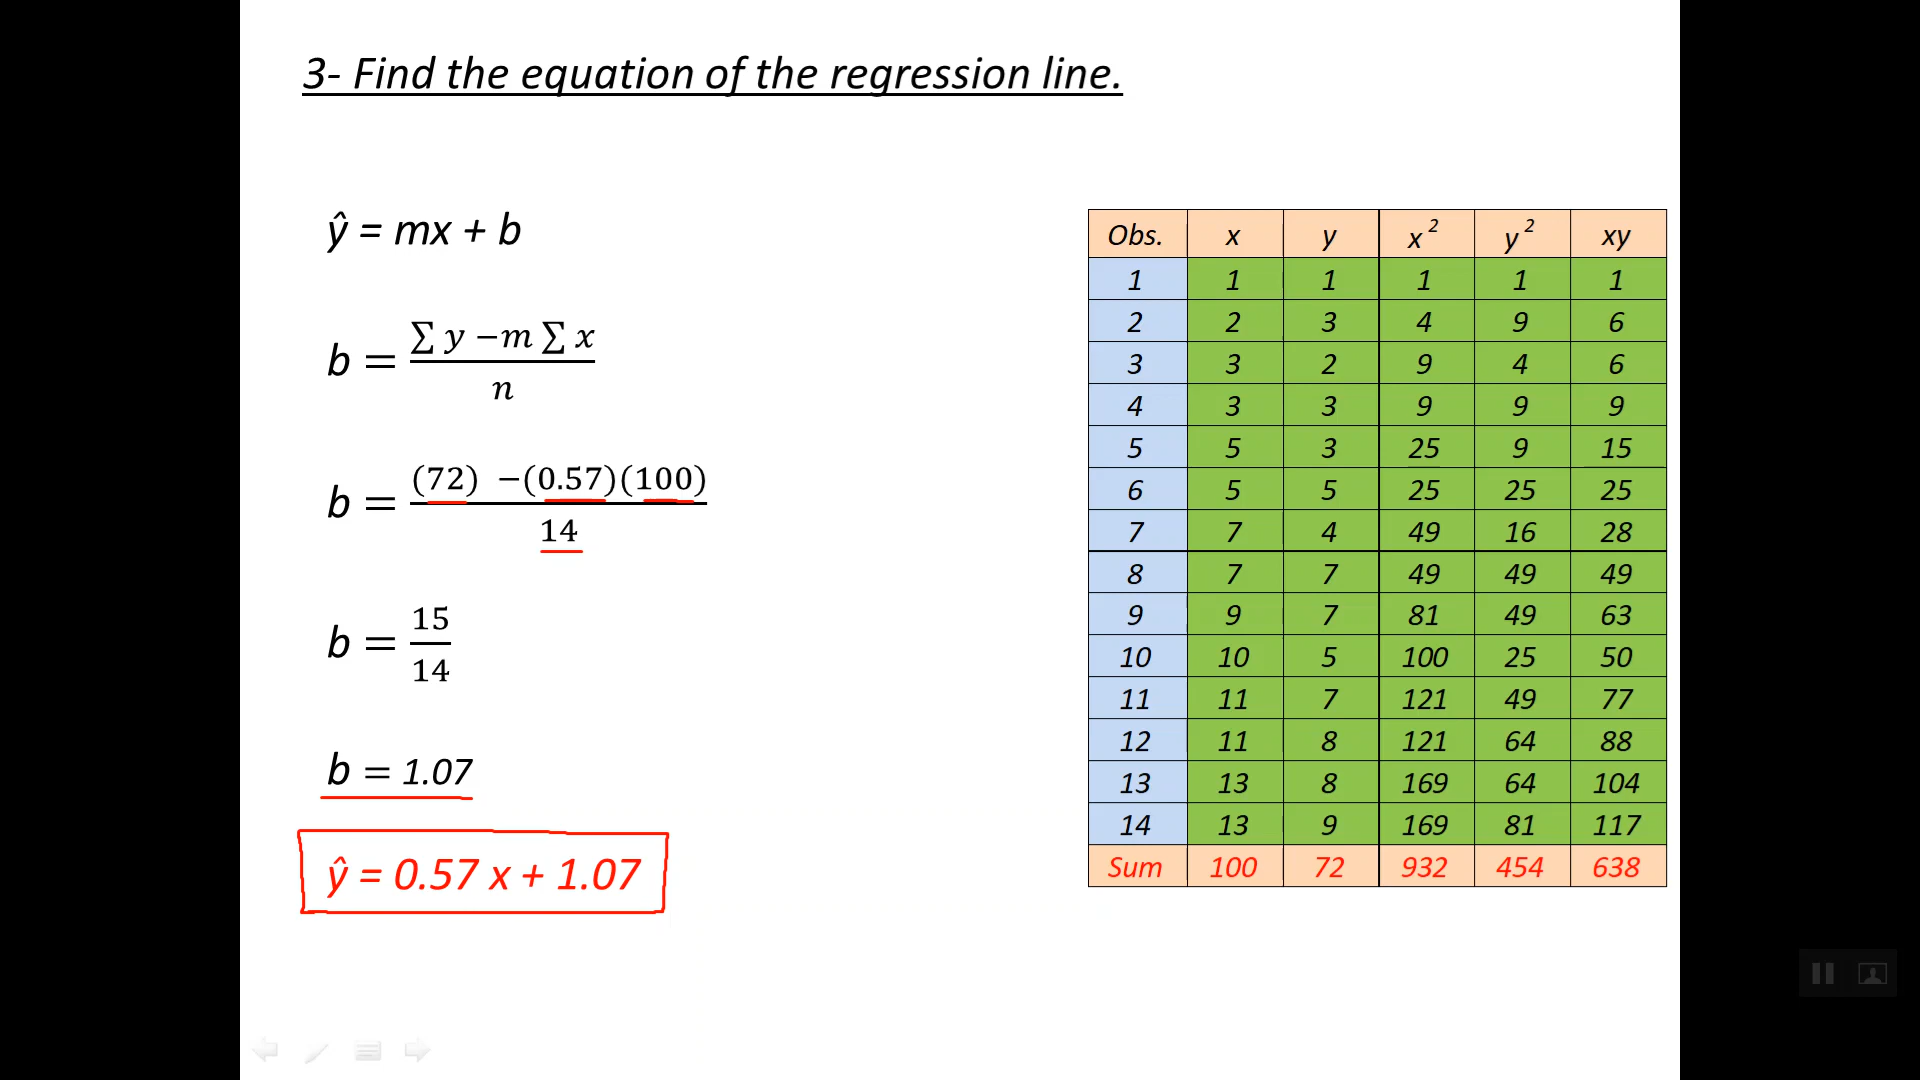 3- Find the equation of the regression line.
ŷ = mx + b
b = (∑ y − m ∑ x) / n
b = ((72) −(0.57)(100)) / 14
b = 15 / 14
b = 1.07
ŷ = 0.57 x + 1.07
Obs. x y x² y² xy
1 1 1 1 1 1
2 2 3 4 9 6
3 3 2 9 4 6
4 3 3 9 9 9
5 5 3 25 9 15
6 5 5 25 25 25
7 7 4 49 16 28
8 7 7 49 49 49
9 9 7 81 49 63
10 10 5 100 25 50
11 11 7 121 49 77
12 11 8 121 64 88
13 13 8 169 64 104
14 13 9 169 81 117
Sum 100 72 932 454 638